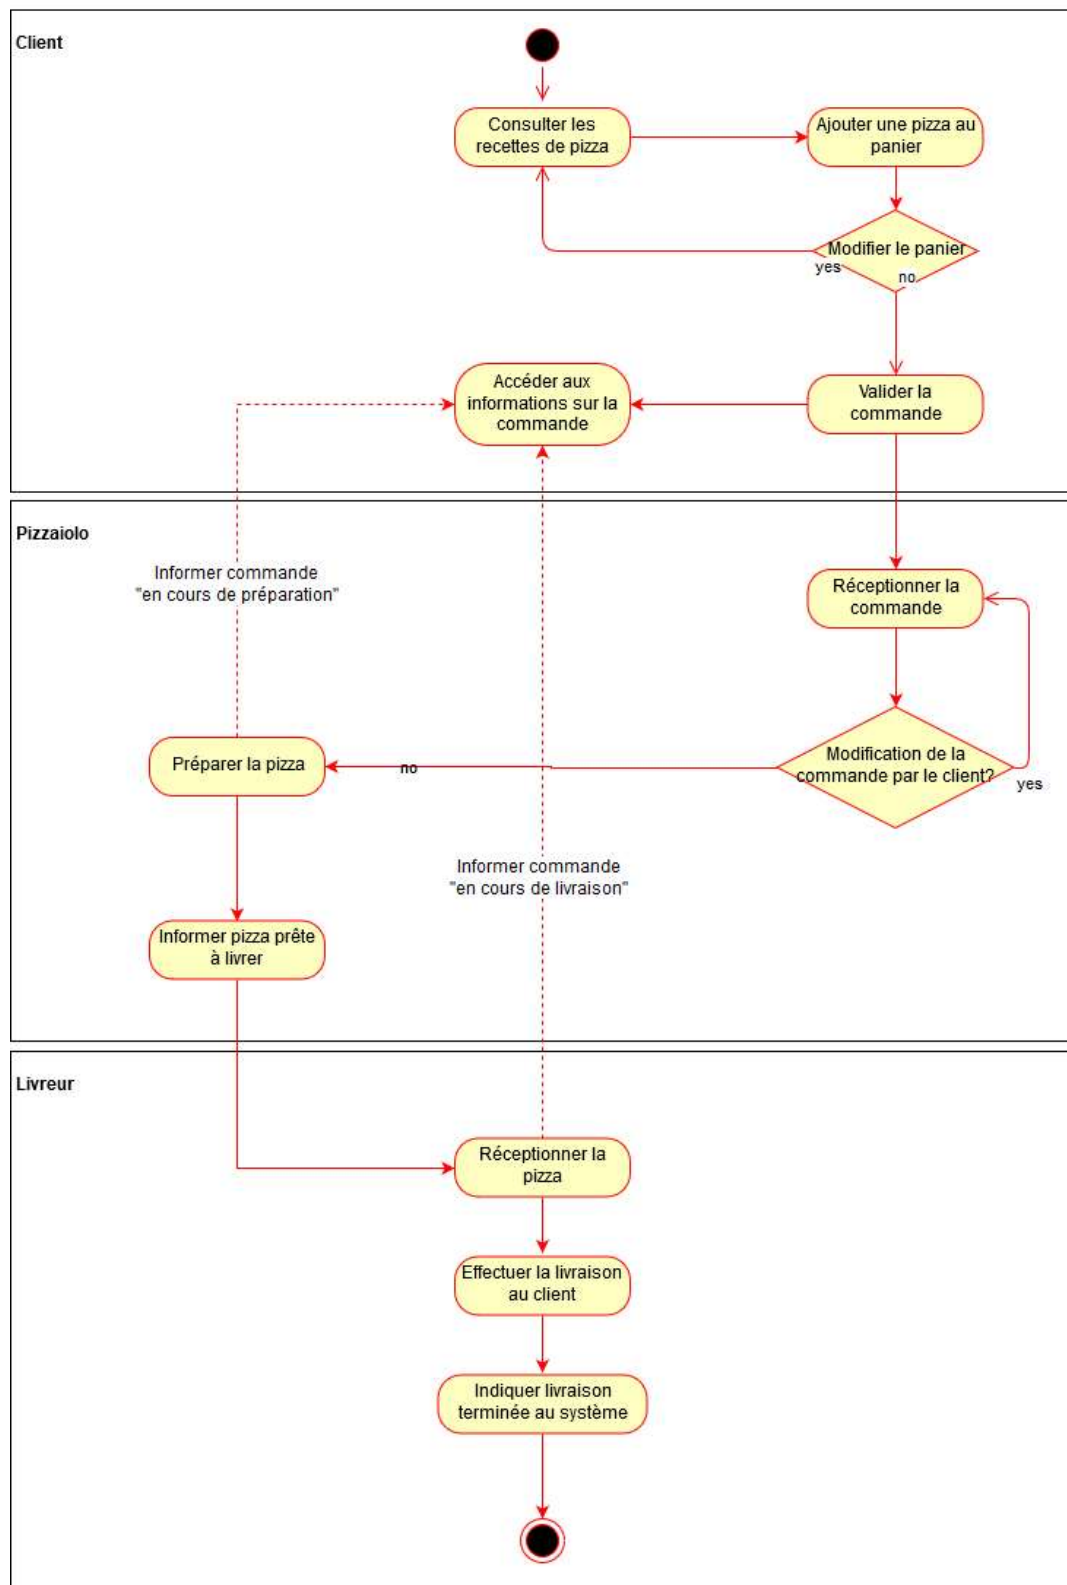 Client
Consulter les
recettes de pizza
Ajouter une pizza au
panier
Modifier le panier
yes
no
Accéder aux
informations sur la
commande
Valider la
commande
Pizzaiolo
Informer commande
"en cours de préparation"
Réceptionner la
commande
Préparer la pizza
no
Modification de la
commande par le client?
yes
Informer commande
"en cours de livraison"
Informer pizza prête
à livrer
Livreur
Réceptionner la
pizza
Effectuer la livraison
au client
Indiquer livraison
terminée au système